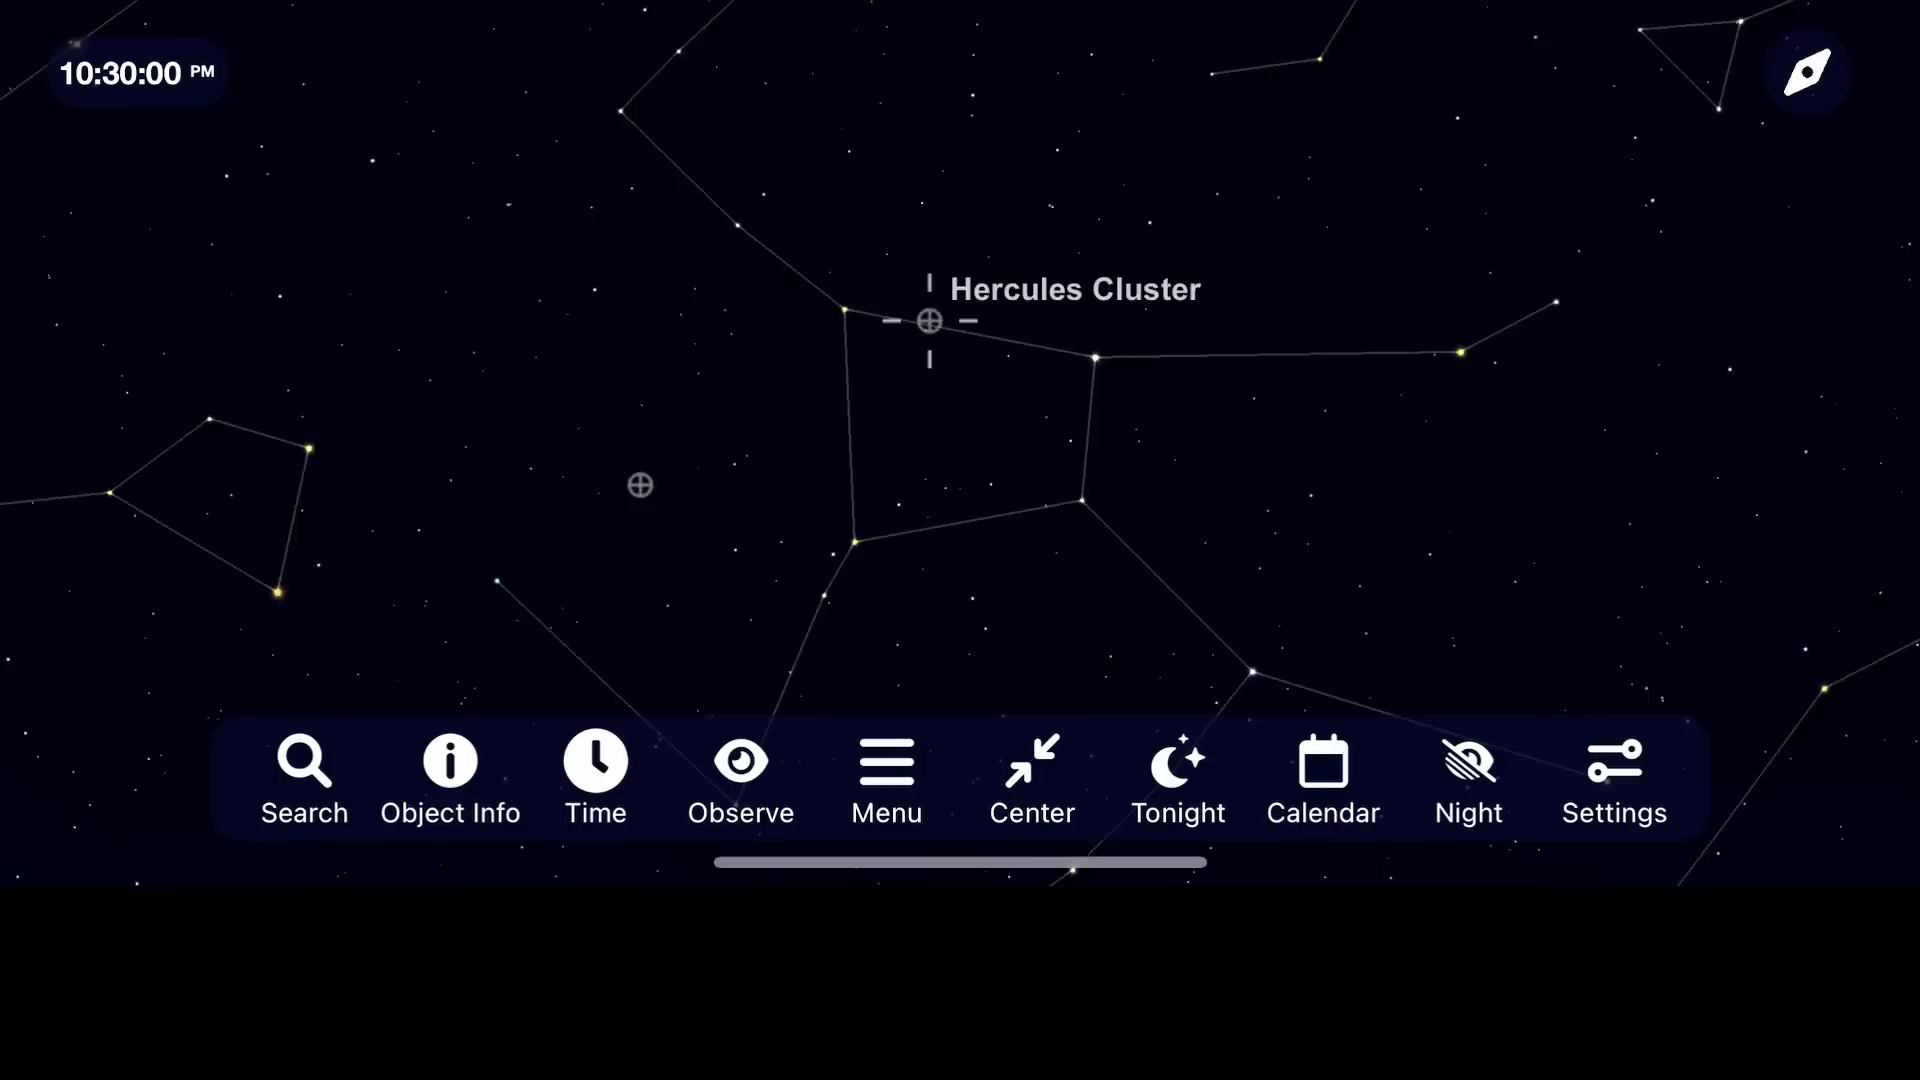 10:30:00 PM
Hercules Cluster
Search
Object Info
Time
Observe
Menu
Center
Tonight
Calendar
Night
Settings